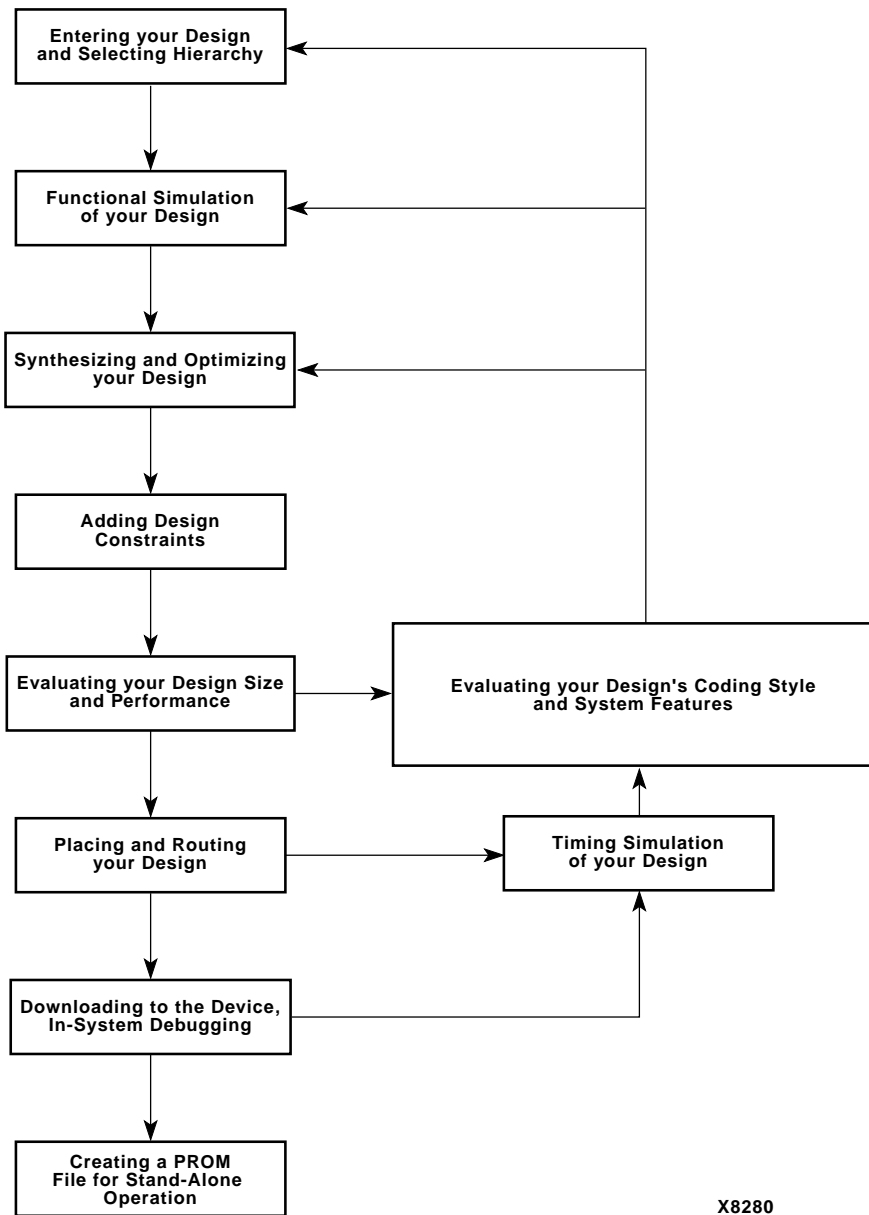 Entering your Design
and Selecting Hierarchy
Functional Simulation
of your Design
Synthesizing and Optimizing
your Design
Adding Design
Constraints
Evaluating your Design Size
and Performance
Evaluating your Design's Coding Style
and System Features
Placing and Routing
your Design
Timing Simulation
of your Design
Downloading to the Device,
In-System Debugging
Creating a PROM
File for Stand-Alone
Operation
X8280